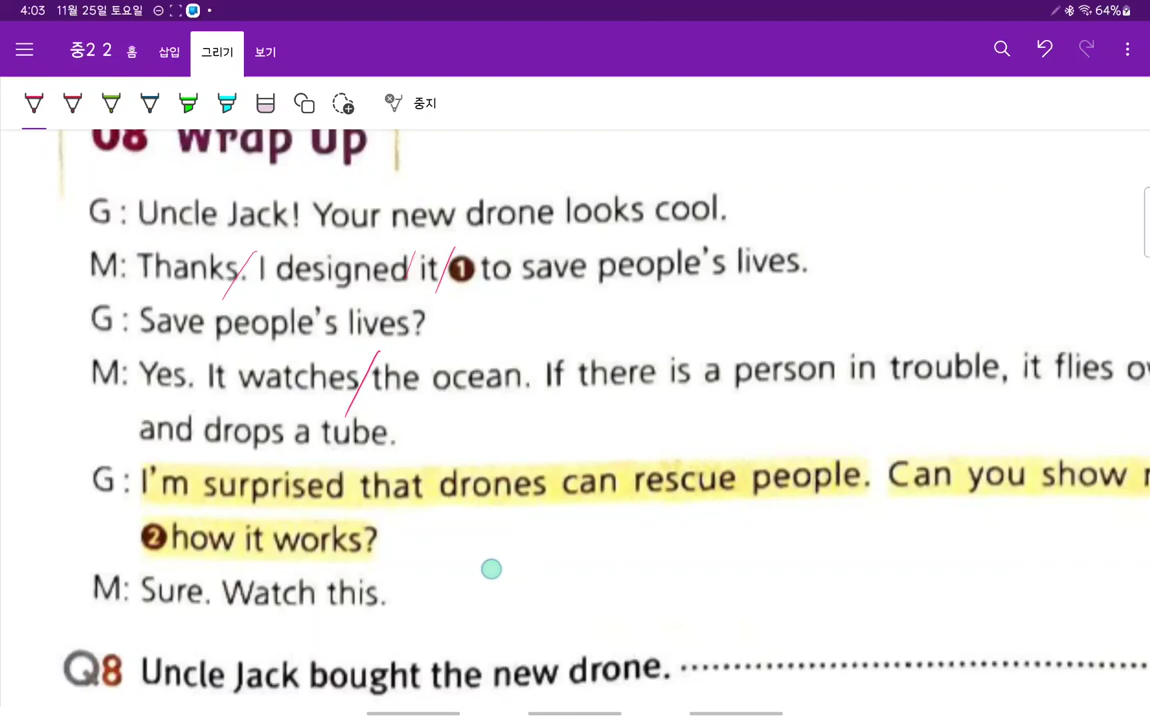 4:03 11월 25일 토요일
64%
중2 2 홈 삽입 그리기 보기
중지
08 Wrap Up
G : Uncle Jack! Your new drone looks cool.
M: Thanks. I designed it ❶ to save people's lives.
G : Save people's lives?
M: Yes. It watches the ocean. If there is a person in trouble, it flies
and drops a tube.
G : I'm surprised that drones can rescue people. Can you show
❷ how it works?
M: Sure. Watch this.
Q8 Uncle Jack bought the new drone.